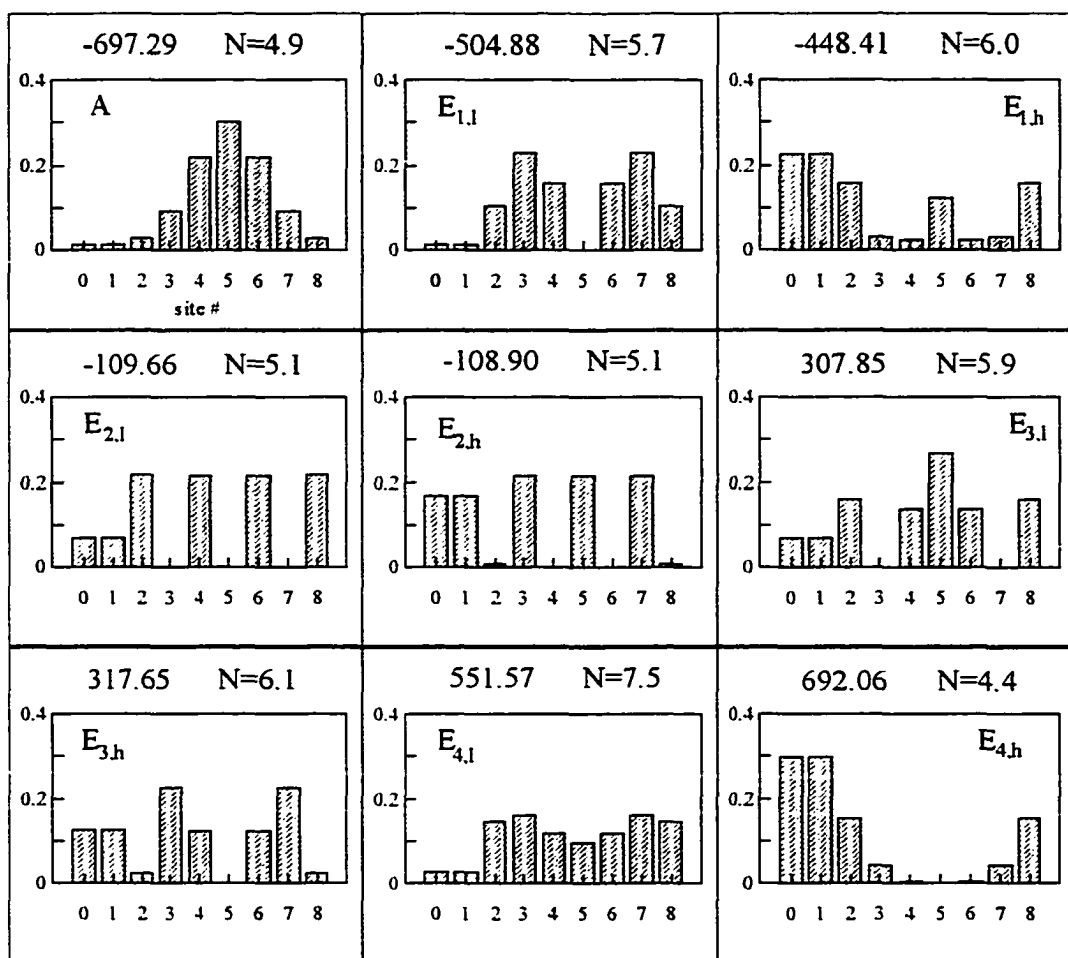 -697.29 N=4.9
0.4
A
0.2
0
0 1 2 3 4 5 6 7 8
site #
-504.88 N=5.7
0.4
E1,l
0.2
0
0 1 2 3 4 5 6 7 8
-448.41 N=6.0
0.4
E1,h
0.2
0
0 1 2 3 4 5 6 7 8
-109.66 N=5.1
0.4
E2,l
0.2
0
0 1 2 3 4 5 6 7 8
-108.90 N=5.1
0.4
E2,h
0.2
0
0 1 2 3 4 5 6 7 8
307.85 N=5.9
0.4
E3,l
0.2
0
0 1 2 3 4 5 6 7 8
317.65 N=6.1
0.4
E3,h
0.2
0
0 1 2 3 4 5 6 7 8
551.57 N=7.5
0.4
E4,l
0.2
0
0 1 2 3 4 5 6 7 8
692.06 N=4.4
0.4
E4,h
0.2
0
0 1 2 3 4 5 6 7 8